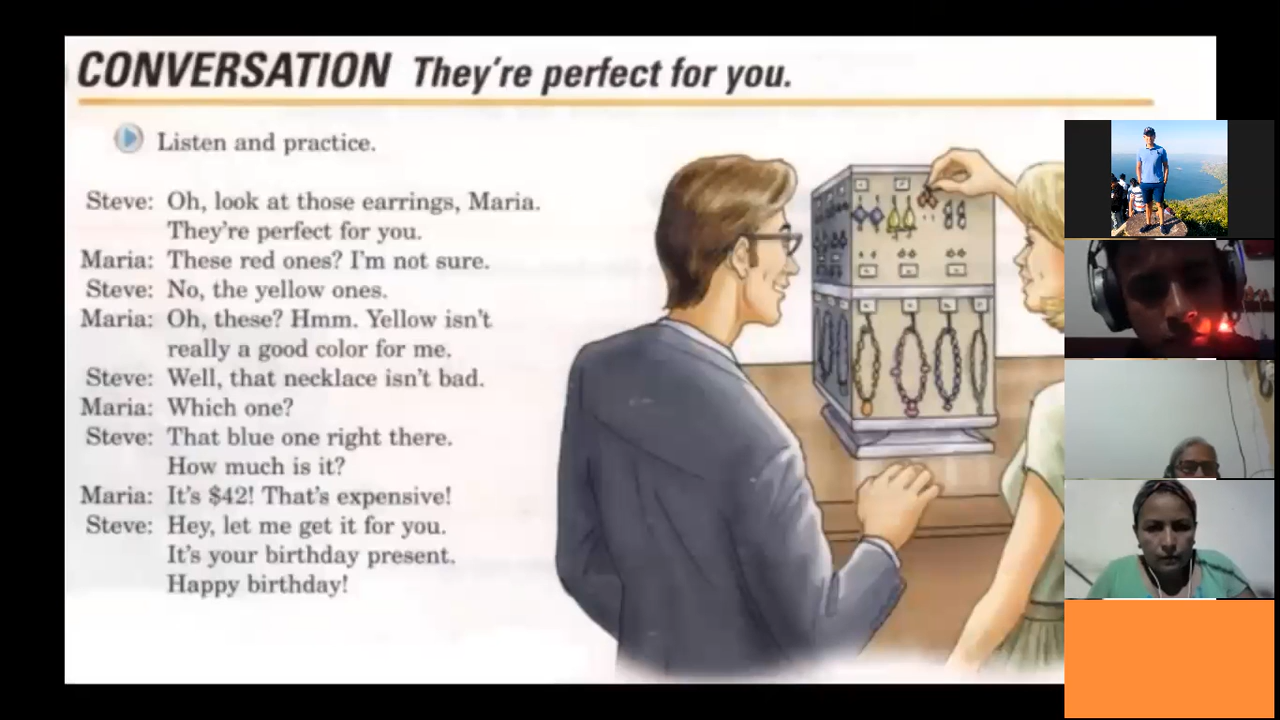 CONVERSATION They're perfect for you.
Listen and practice.
Steve: Oh, look at those earrings, Maria.
They're perfect for you.
Maria: These red ones? I'm not sure.
Steve: No, the yellow ones.
Maria: Oh, these? Hmm. Yellow isn't
really a good color for me.
Steve: Well, that necklace isn't bad.
Maria: Which one?
Steve: That blue one right there.
How much is it?
Maria: It's $42! That's expensive!
Steve: Hey, let me get it for you.
It's your birthday present.
Happy birthday!